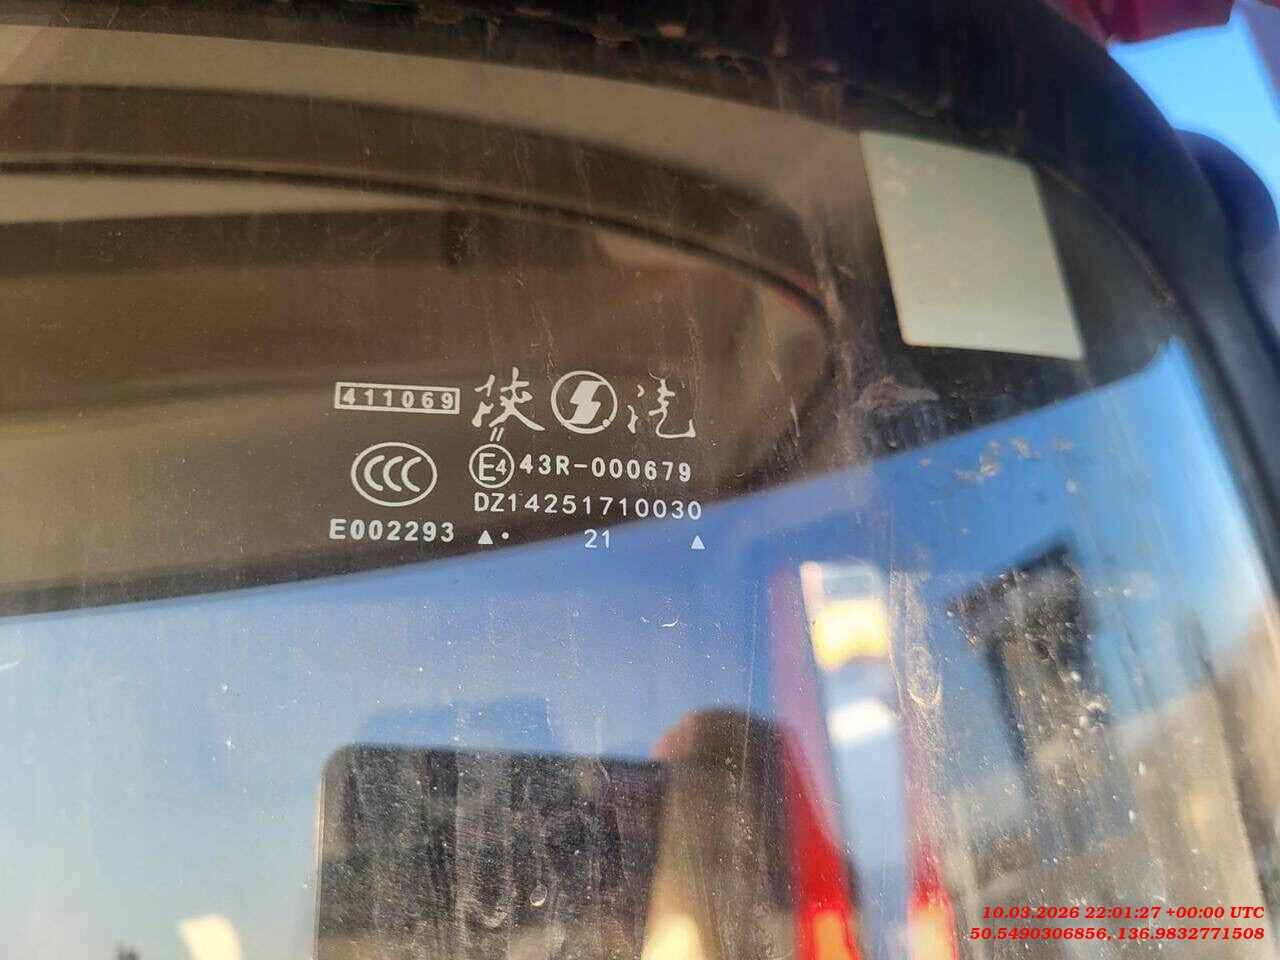 411069 陕 汽
CCC E4 43R-000679
DZ14251710030
E002293 ▲• 21 ▲
10.03.2026 22:01:27 +00:00 UTC
50.5490306856, 136.9832771508